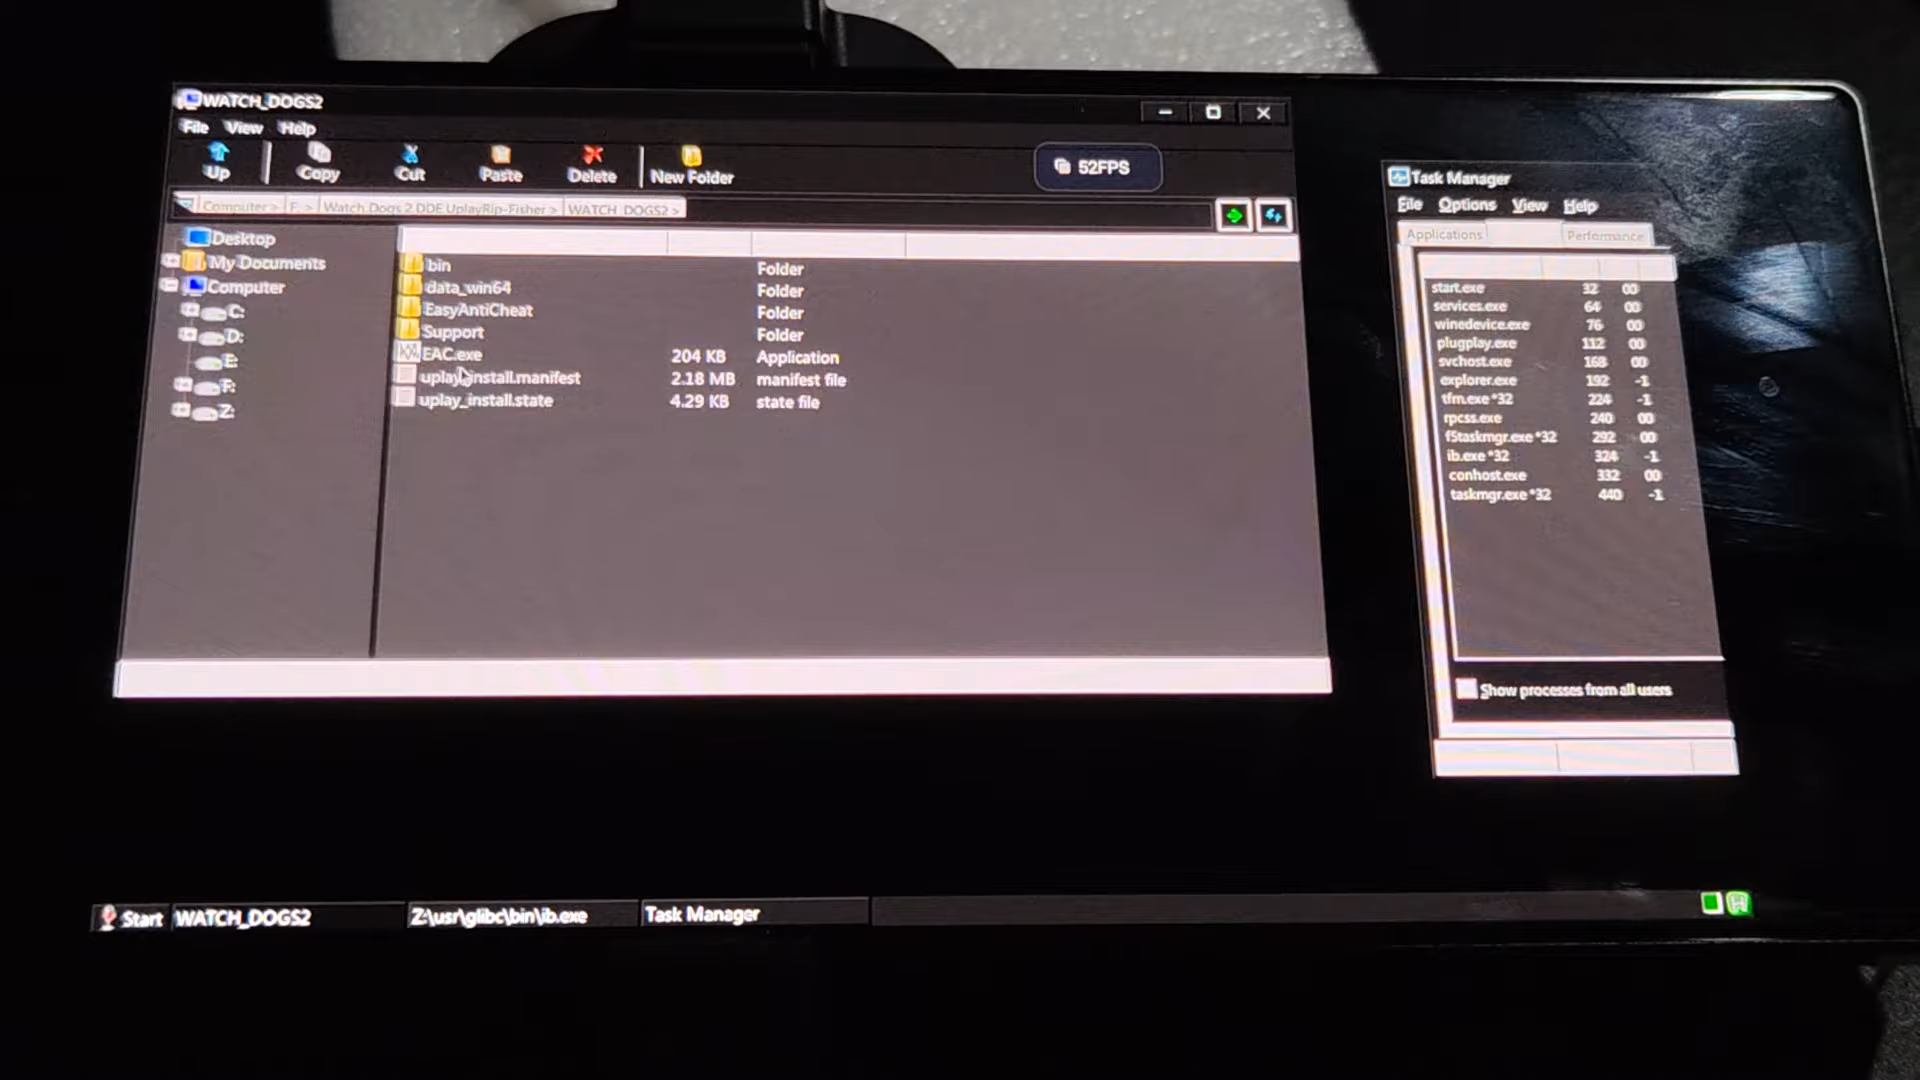 WATCH_DOGS2
File View Help
Up Copy Cut Paste Delete New Folder
52FPS
Computer > F: > Watch Dogs 2 DDE UplayRip-Fisher > WATCH_DOGS2 >
Desktop
My Documents
Computer
C:
D:
E:
F:
Z:
bin Folder
data_win64 Folder
EasyAntiCheat Folder
Support Folder
EAC.exe 204 KB Application
uplay_install.manifest 2.18 MB manifest file
uplay_install.state 4.29 KB state file
Task Manager
File Options View Help
Applications Performance
start.exe 32 00
services.exe 64 00
winedevice.exe 76 00
plugplay.exe 112 00
svchost.exe 168 00
explorer.exe 192 -1
tfm.exe *32 224 -1
rpcss.exe 240 00
f5taskmgr.exe *32 292 00
ib.exe *32 324 -1
conhost.exe 332 00
taskmgr.exe *32 440 -1
Show processes from all users
Start WATCH_DOGS2 Z:\usr\glibc\bin\ib.exe Task Manager